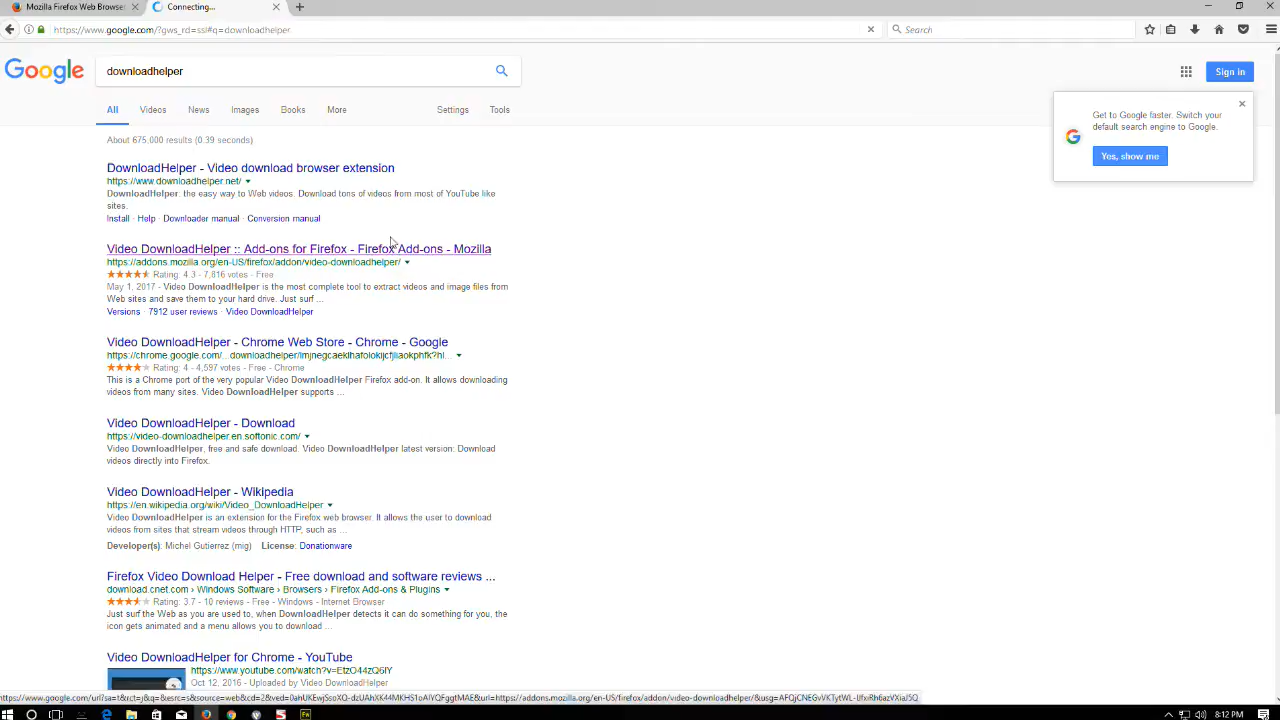 Mozilla Firefox Web Browser
Connecting...
https://www.google.com/?gws_rd=ssl#q=downloadhelper
Search
Google
downloadhelper
Sign in
All Videos News Images Books More Settings Tools
Get to Google faster. Switch your
default search engine to Google.
Yes, show me
About 675,000 results (0.39 seconds)
DownloadHelper - Video download browser extension
https://www.downloadhelper.net/
DownloadHelper: the easy way to Web videos. Download tons of videos from most of YouTube like
sites.
Install · Help · Downloader manual · Conversion manual
Video DownloadHelper :: Add-ons for Firefox - Firefox Add-ons - Mozilla
https://addons.mozilla.org/en-US/firefox/addon/video-downloadhelper/
Rating: 4.3 - 7,816 votes - Free
May 1, 2017 - Video DownloadHelper is the most complete tool to extract videos and image files from
Web sites and save them to your hard drive. Just surf ...
Versions · 7912 user reviews · Video DownloadHelper
Video DownloadHelper - Chrome Web Store - Chrome - Google
Rating: 4 - 4,597 votes - Free - Chrome
This is a Chrome port of the very popular Video DownloadHelper Firefox add-on. It allows downloading
videos from many sites. Video DownloadHelper supports ...
Video DownloadHelper - Download
https://video-downloadhelper.en.softonic.com/
Video DownloadHelper, free and safe download. Video DownloadHelper latest version: Download
videos directly into Firefox.
Video DownloadHelper - Wikipedia
https://en.wikipedia.org/wiki/Video_DownloadHelper
Video DownloadHelper is an extension for the Firefox web browser. It allows the user to download
videos from sites that stream videos through HTTP, such as ...
Developer(s): Michel Gutierrez (mig) License: Donationware
Firefox Video Download Helper - Free download and software reviews ...
download.cnet.com › Windows Software › Browsers › Firefox Add-ons & Plugins
Rating: 3.7 - 10 reviews - Free - Windows - Internet Browser
Just surf the Web as you are used to, when DownloadHelper detects it can do something for you, the
icon gets animated and a menu allows you to download ...
Video DownloadHelper for Chrome - YouTube
Oct 12, 2016 - Uploaded by Video DownloadHelper
8:12 PM